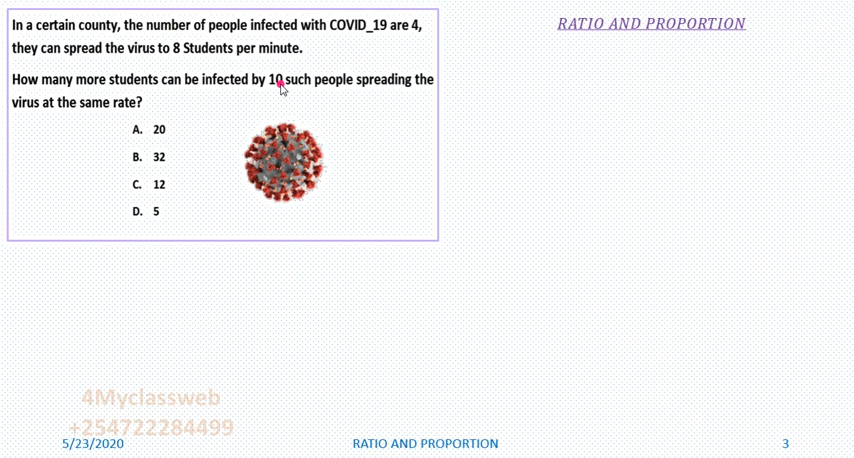 In a certain county, the number of people infected with COVID_19 are 4,
they can spread the virus to 8 Students per minute.
How many more students can be infected by 10 such people spreading the
virus at the same rate?
A. 20
B. 32
C. 12
D. 5
RATIO AND PROPORTION
4Myclassweb
+254722284499
5/23/2020
RATIO AND PROPORTION
3